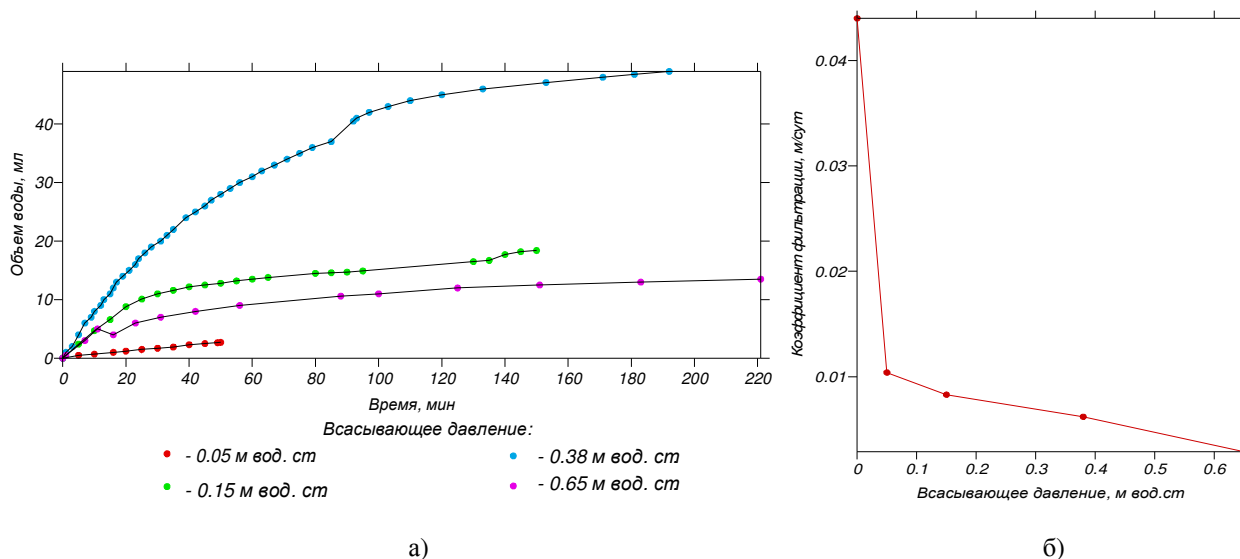 Объем воды, мл
40
30
20
10
0
0 20 40 60 80 100 120 140 160 180 200 220
Время, мин
Всасывающее давление:
- 0.05 м вод. ст
- 0.15 м вод. ст
- 0.38 м вод. ст
- 0.65 м вод. ст
а)
Коэффициент фильтрации, м/сут
0.04
0.03
0.02
0.01
0 0.1 0.2 0.3 0.4 0.5 0.6
Всасывающее давление, м вод.ст
б)